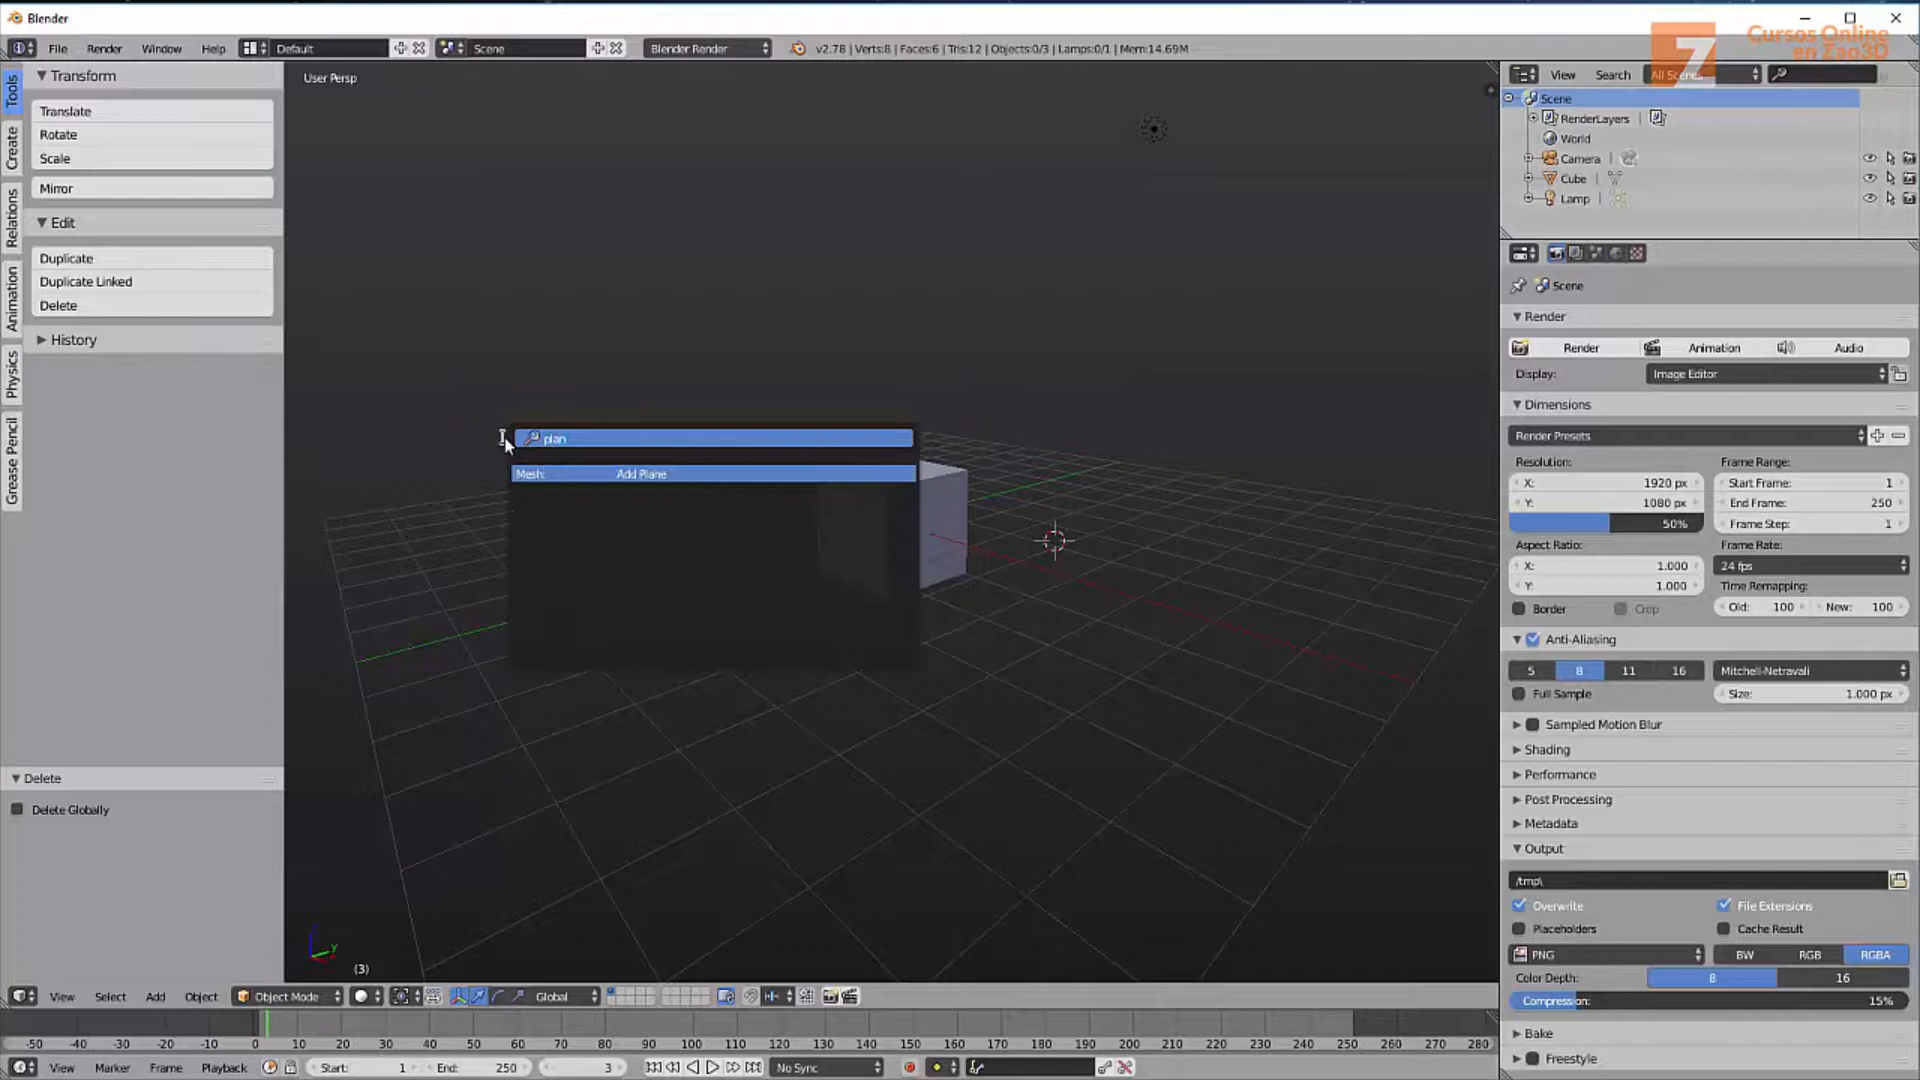 Blender
Cursos Online
en Zao3D
File Render Window Help Default Scene Blender Render v2.78 | Verts:8 | Faces:6 | Tris:12 | Objects:0/3 | Lamps:0/1 | Mem:14.69M
View Search All Scenes
Tools
Create
Relations
Animation
Physics
Grease Pencil
Transform
Translate
Rotate
Scale
Mirror
Edit
Duplicate
Duplicate Linked
Delete
History
Delete
Delete Globally
User Persp
plan
Mesh: Add Plane
(3)
Scene
RenderLayers
World
Camera
Cube
Lamp
Scene
Render
Render Animation Audio
Display: Image Editor
Dimensions
Render Presets
Resolution: Frame Range:
X: 1920 px Start Frame: 1
Y: 1080 px End Frame: 250
50% Frame Step: 1
Aspect Ratio: Frame Rate:
X: 1.000 24 fps
Y: 1.000 Time Remapping:
Border Crop Old: 100 New: 100
Anti-Aliasing
5 8 11 16 Mitchell-Netravali
Full Sample Size: 1.000 px
Sampled Motion Blur
Shading
Performance
Post Processing
Metadata
Output
/tmp\
Overwrite File Extensions
Placeholders Cache Result
PNG BW RGB RGBA
Color Depth: 8 16
Compression: 15%
Bake
Freestyle
View Select Add Object Object Mode Global
-50 -40 -30 -20 -10 0 10 20 30 40 50 60 70 80 90 100 110 120 130 140 150 160 170 180 190 200 210 220 230 240 250 260 270 280
View Marker Frame Playback Start: 1 End: 250 3 No Sync